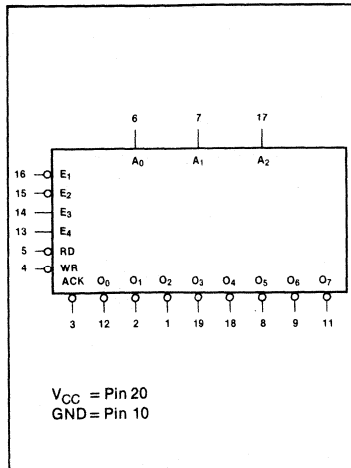 6 7 17
A₀ A₁ A₂
16 E₁
15 E₂
14 E₃
13 E₄
5 RD
4 WR
ACK O₀ O₁ O₂ O₃ O₄ O₅ O₆ O₇
3 12 2 1 19 18 8 9 11
V_CC = Pin 20
GND = Pin 10